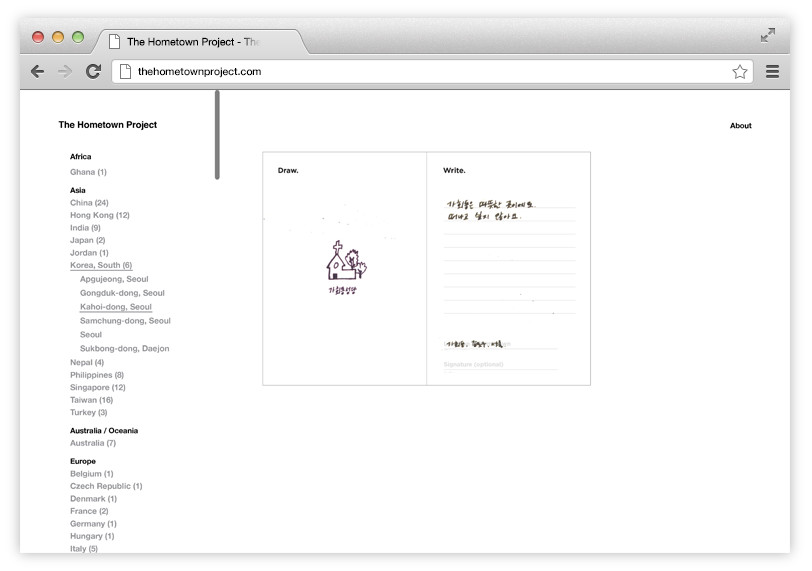 The Hometown Project - The
thehometownproject.com
The Hometown Project
About
Africa
Ghana (1)
Asia
China (24)
Hong Kong (12)
India (9)
Japan (2)
Jordan (1)
Korea, South (6)
Apgujeong, Seoul
Gongduk-dong, Seoul
Kahoi-dong, Seoul
Samchung-dong, Seoul
Seoul
Sukbong-dong, Daejon
Nepal (4)
Philippines (8)
Singapore (12)
Taiwan (16)
Turkey (3)
Australia / Oceania
Australia (7)
Europe
Belgium (1)
Czech Republic (1)
Denmark (1)
France (2)
Germany (1)
Hungary (1)
Italy (5)
Draw.
가회동성당
Write.
가회동은 따뜻한 곳이에요.
떠나고 싶지 않아요.
가회동,
Signature (optional)